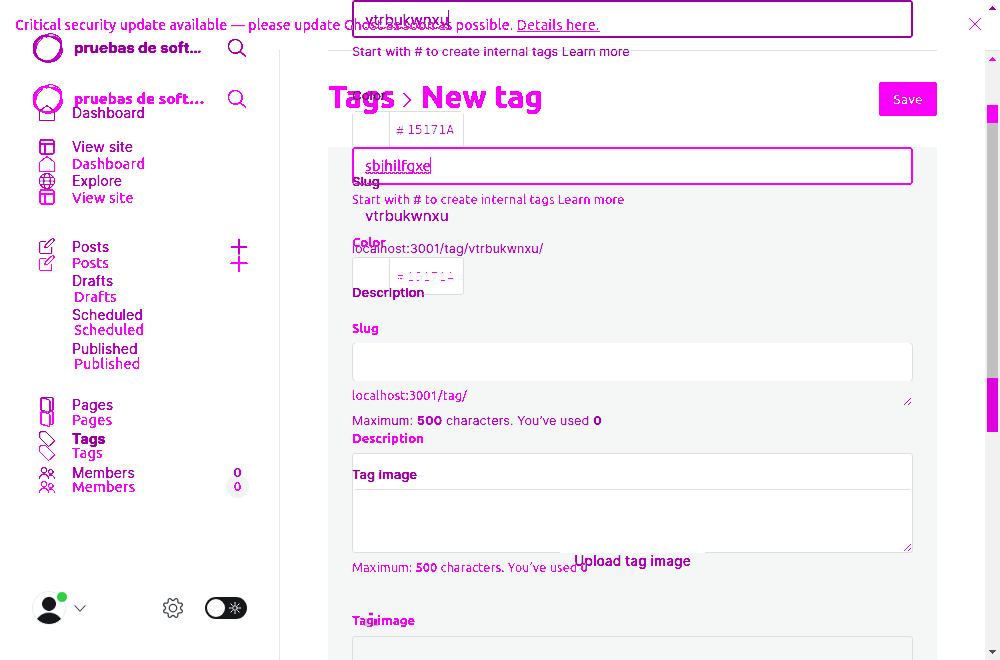 vtrbukwnxu
Critical security update available — please update Ghost as soon as possible. Details here.
pruebas de soft...
Start with # to create internal tags Learn more
pruebas de soft...
Color
Tags > New tag
Save
Dashboard
# 15171A
View site
Dashboard
sbjhilfgxe
Explore
Slug
View site
Start with # to create internal tags Learn more
vtrbukwnxu
Color
Posts
localhost:3001/tag/vtrbukwnxu/
Posts
Drafts
# 15171A
Drafts
Description
Scheduled
Scheduled
Slug
Published
Published
localhost:3001/tag/
Pages
Pages
Maximum: 500 characters. You've used 0
Tags
Description
Tags
Members 0
Tag image
Members 0
Upload tag image
Maximum: 500 characters. You've used 0
Tag image